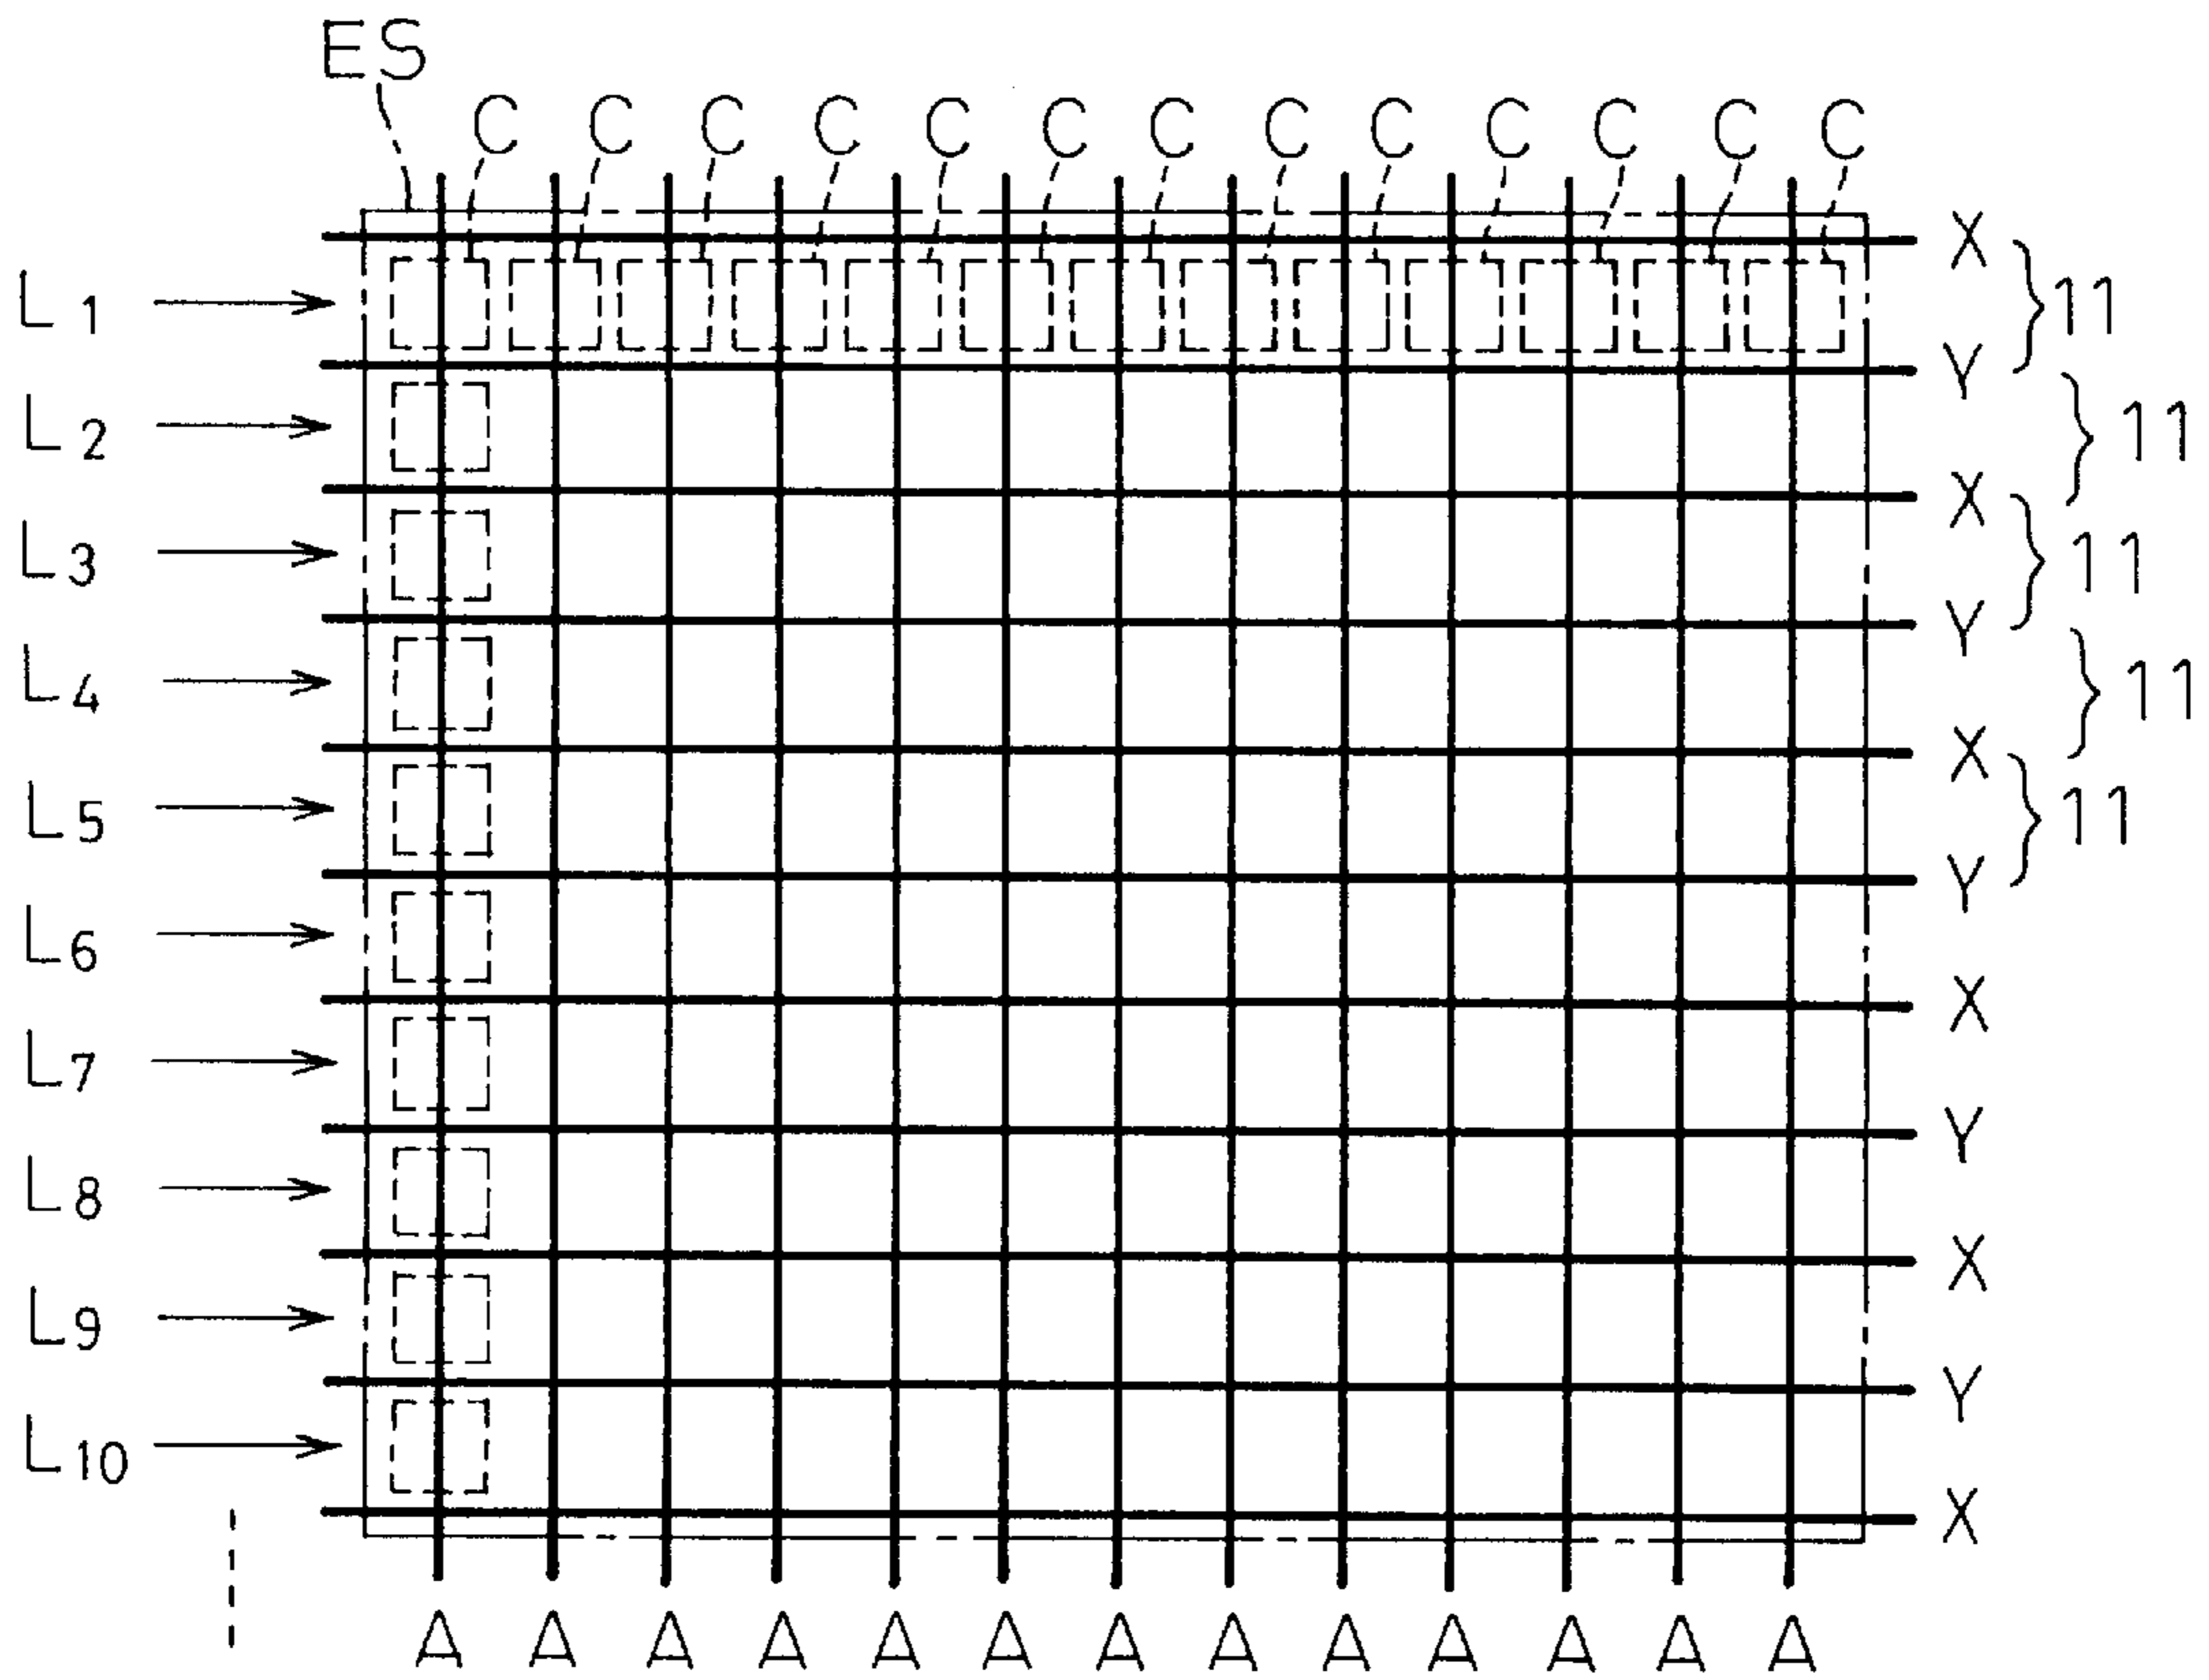 ES
C C C C C C C C C C C C C
X
L1 11
Y
L2 11
X
L3 11
Y
L4 11
X
L5 11
Y
L6
X
L7
Y
L8
X
L9
Y
L10
X
A A A A A A A A A A A A A